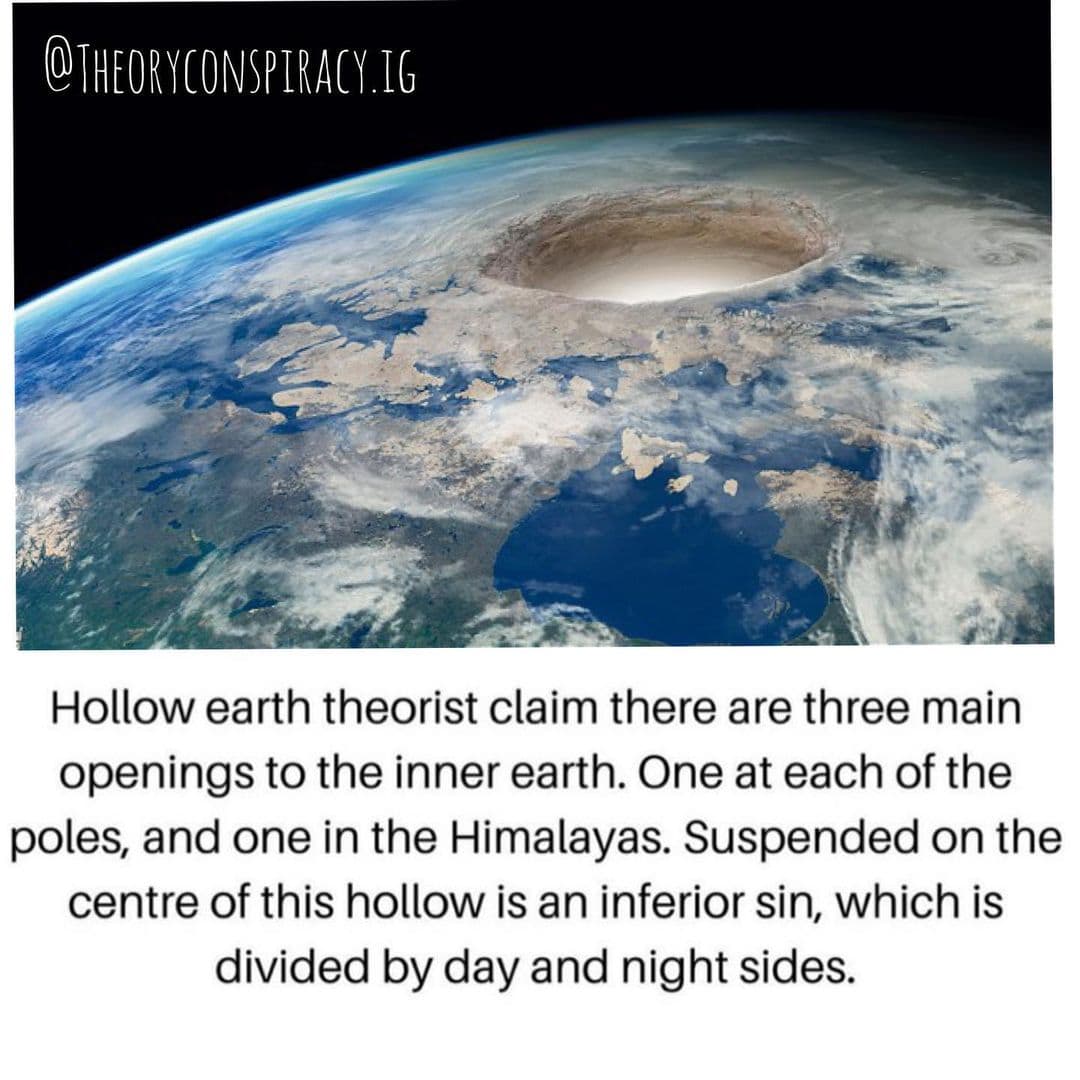 @THEORYCONSPIRACY.IG
Hollow earth theorist claim there are three main
openings to the inner earth. One at each of the
poles, and one in the Himalayas. Suspended on the
centre of this hollow is an inferior sin, which is
divided by day and night sides.